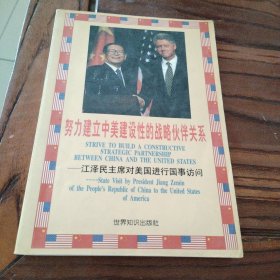 努力建立中美建设性的战略伙伴关系
STRIVE TO BUILD A CONSTRUCTIVE
STRATEGIC PARTNERSHIP
BETWEEN CHINA AND THE UNITED STATES
——江泽民主席对美国进行国事访问
——State Visit by President Jiang Zemin
of the People's Republic of China to the United States
of America
世界知识出版社